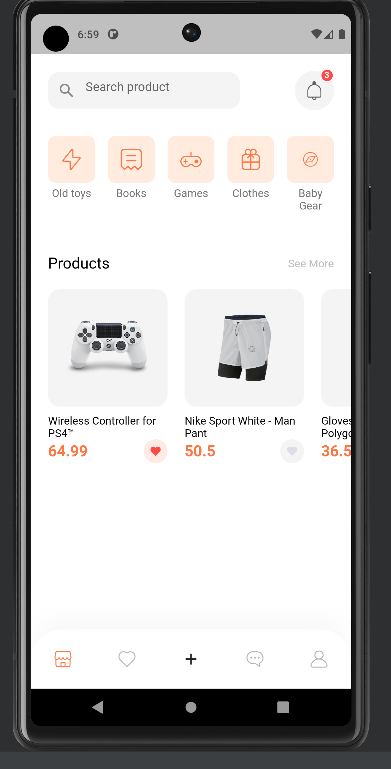 6:59
Search product
3
Old toys
Books
Games
Clothes
Baby
Gear
Products
See More
Wireless Controller for
PS4™
64.99
Nike Sport White - Man
Pant
50.5
Gloves
Polygo
36.5